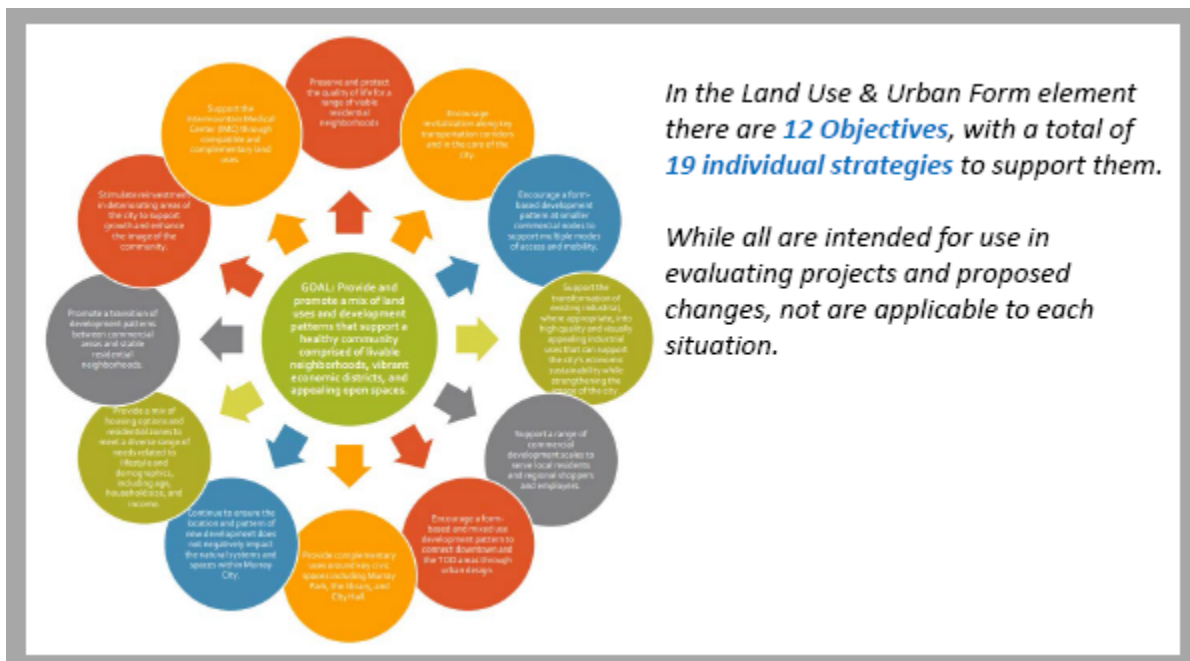 Preserve and protect
the quality of life for a
range of viable
residential
neighborhoods
Encourage
revitalization along key
transportation corridors
and in the core of the
city.
Encourage a form-
based development
pattern at smaller
commercial nodes to
support multiple modes
of access and mobility.
Support the
transformation of
existing industrial,
where appropriate, into
high quality and visually
appealing industrial
uses that can support
the city's economic
sustainability while
strengthening the
image of the city
Support a range of
commercial
development scales to
serve local residents
and regional shoppers
and employers.
Encourage a form-
based and mixed use
development pattern to
connect downtown and
the TOD areas through
urban design.
Provide complementary
uses around key civic
spaces including Murray
Park, the library, and
City Hall.
Continue to ensure the
location and pattern of
new development does
not negatively impact
the natural systems and
spaces within Murray
City.
Provide a mix of
housing options and
residential zones to
meet a diverse range of
needs related to
lifestyle and
demographics,
including age,
household size, and
income.
Promote a transition of
development patterns
between commercial
areas and stable
residential
neighborhoods.
Stimulate reinvestment
in deteriorating areas of
the city to support
growth and enhance
the image of the
community.
Support the
Intermountain Medical
Center (IMC) through
compatible and
complementary land
uses.
GOAL: Provide and
promote a mix of land
uses and development
patterns that support a
healthy community
comprised of livable
neighborhoods, vibrant
economic districts, and
appealing open spaces.
In the Land Use & Urban Form element
there are 12 Objectives, with a total of
19 individual strategies to support them.
While all are intended for use in
evaluating projects and proposed
changes, not are applicable to each
situation.